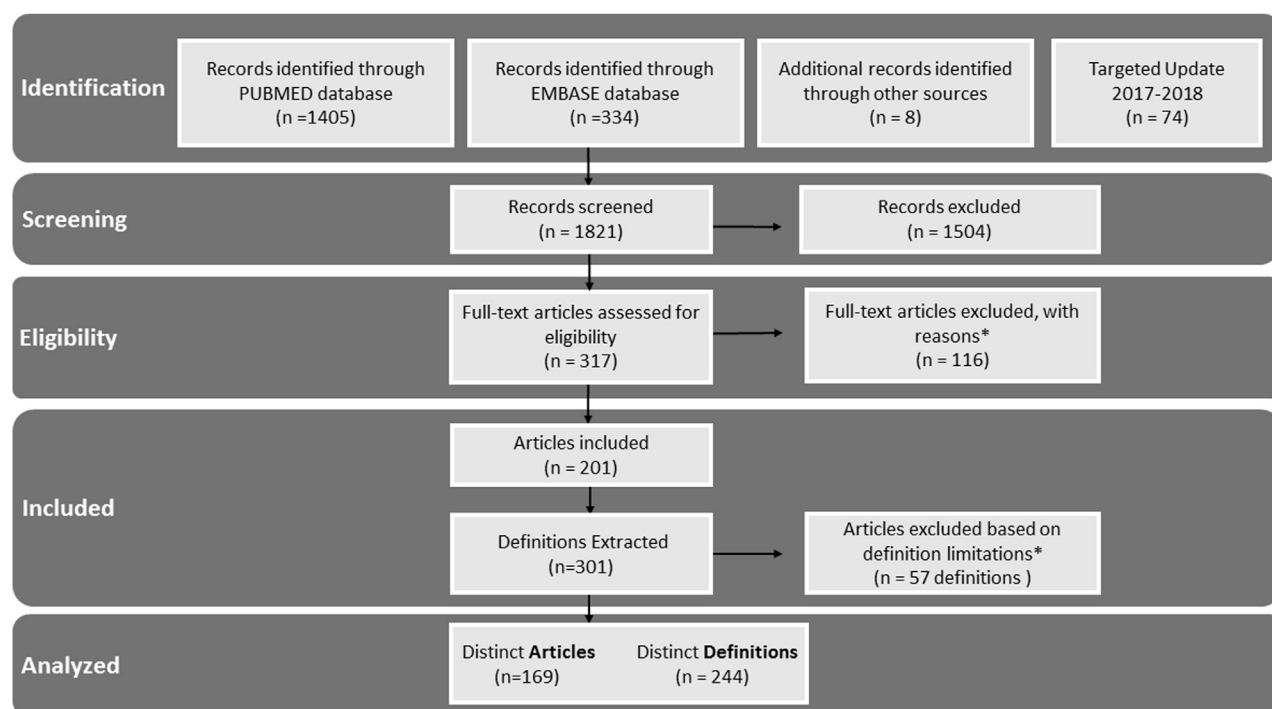 Identification
Records identified through
PUBMED database
(n =1405)
Records identified through
EMBASE database
(n =334)
Additional records identified
through other sources
(n = 8)
Targeted Update
2017-2018
(n = 74)
Screening
Records screened
(n = 1821)
Records excluded
(n = 1504)
Eligibility
Full-text articles assessed for
eligibility
(n = 317)
Full-text articles excluded, with
reasons*
(n = 116)
Included
Articles included
(n = 201)
Definitions Extracted
(n=301)
Articles excluded based on
definition limitations*
(n = 57 definitions )
Analyzed
Distinct Articles
(n=169)
Distinct Definitions
(n = 244)